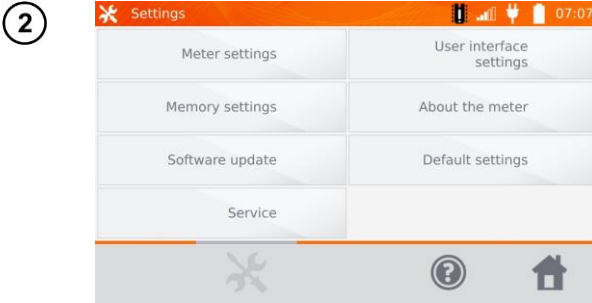 2
Settings
07:07
Meter settings
User interface
settings
Memory settings
About the meter
Software update
Default settings
Service
?